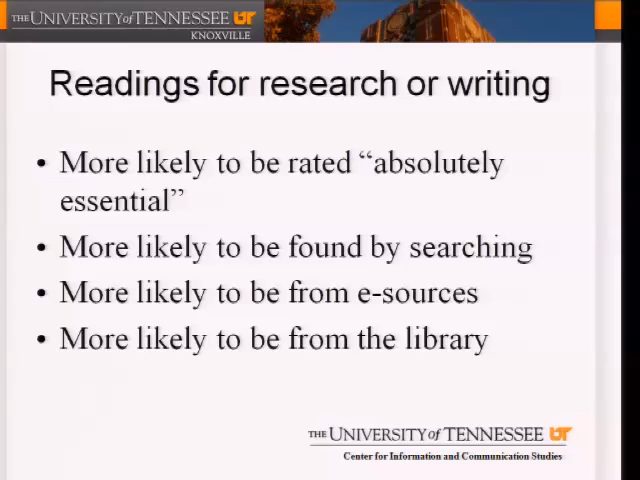 THE UNIVERSITY of TENNESSEE UT
KNOXVILLE
Readings for research or writing
• More likely to be rated “absolutely
essential”
• More likely to be found by searching
• More likely to be from e-sources
• More likely to be from the library
THE UNIVERSITY of TENNESSEE UT
Center for Information and Communication Studies